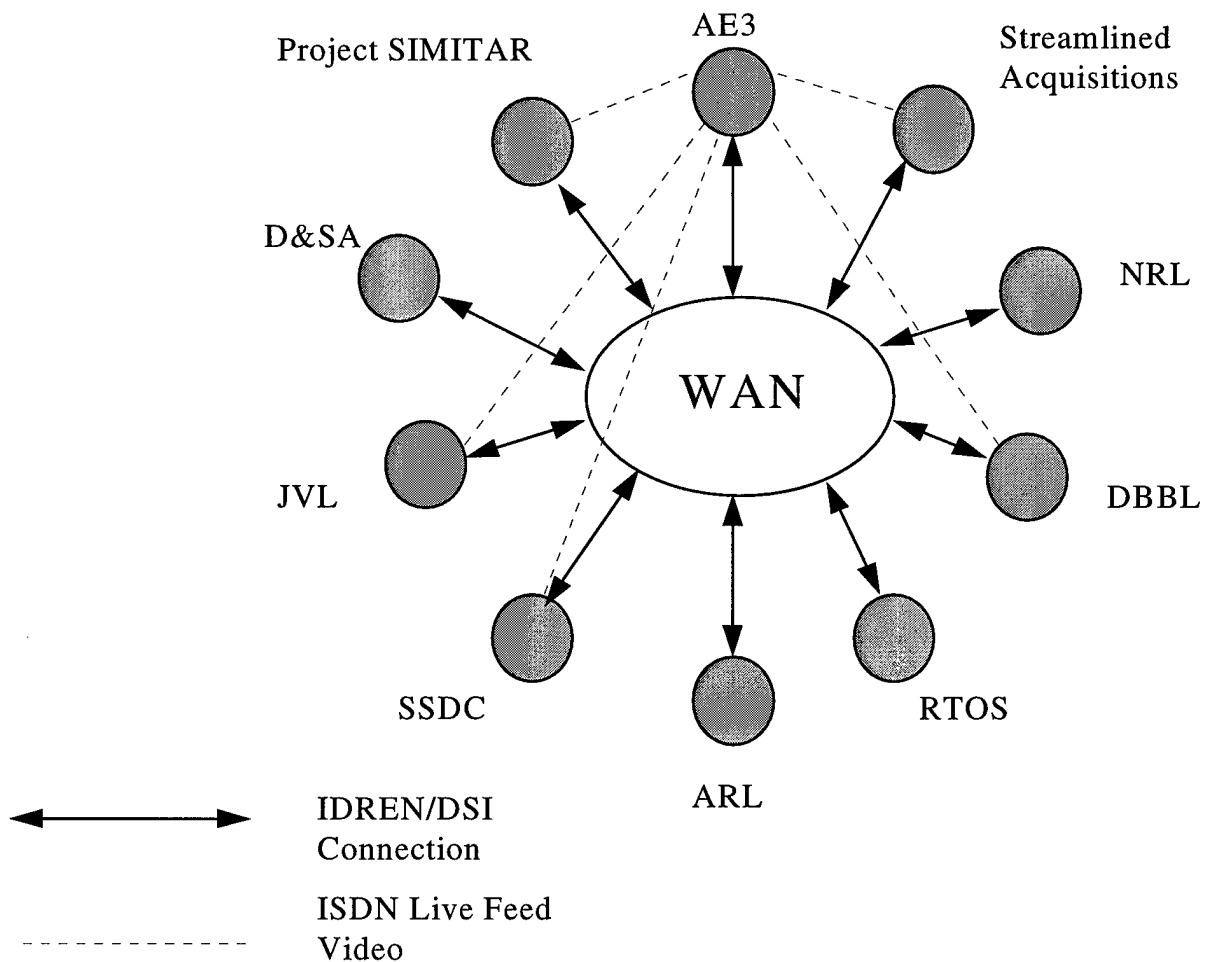 AE3
Project SIMITAR
Streamlined
Acquisitions
D&SA
NRL
WAN
JVL
DBBL
SSDC
RTOS
ARL
IDREN/DSI
Connection
ISDN Live Feed
Video